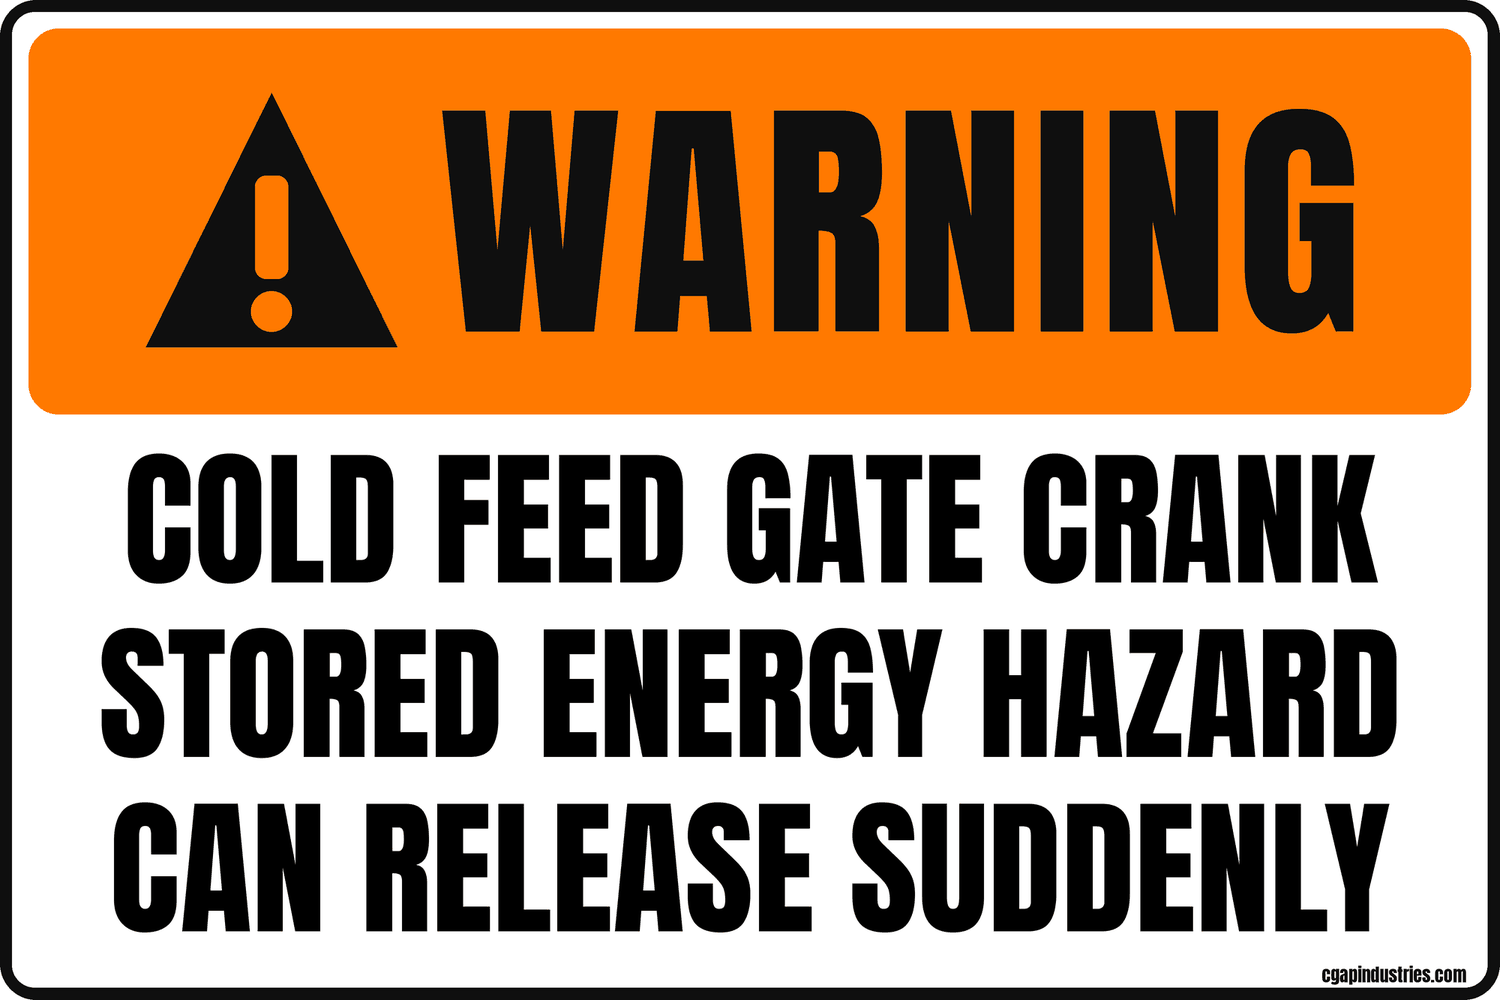 WARNING
COLD FEED GATE CRANK
STORED ENERGY HAZARD
CAN RELEASE SUDDENLY
cgapindustries.com